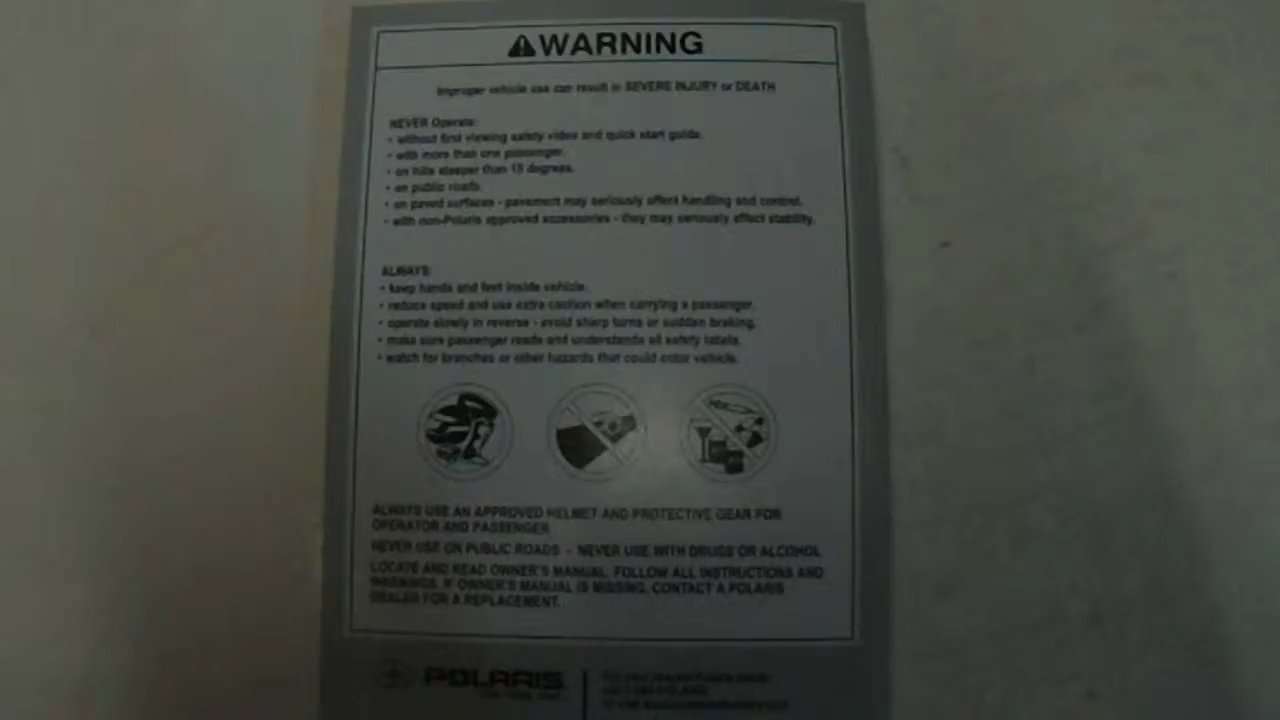 WARNING
Improper vehicle use can result in SEVERE INJURY or DEATH
NEVER Operate:
• without first viewing safety video and quick start guide.
• with more than one passenger.
• on hills steeper than 15 degrees.
• on public roads.
• on paved surfaces - pavement may seriously affect handling and control.
• with non-Polaris approved accessories - they may seriously affect stability.
ALWAYS:
• keep hands and feet inside vehicle.
• reduce speed and use extra caution when carrying a passenger.
• operate slowly in reverse - avoid sharp turns or sudden braking.
• make sure passenger reads and understands all safety labels.
• watch for branches or other hazards that could enter vehicle.
ALWAYS USE AN APPROVED HELMET AND PROTECTIVE GEAR FOR
OPERATOR AND PASSENGER
NEVER USE ON PUBLIC ROADS - NEVER USE WITH DRUGS OR ALCOHOL
LOCATE AND READ OWNER'S MANUAL. FOLLOW ALL INSTRUCTIONS AND
WARNINGS. IF OWNER'S MANUAL IS MISSING, CONTACT A POLARIS
DEALER FOR A REPLACEMENT.
POLARIS
For your nearest Polaris dealer